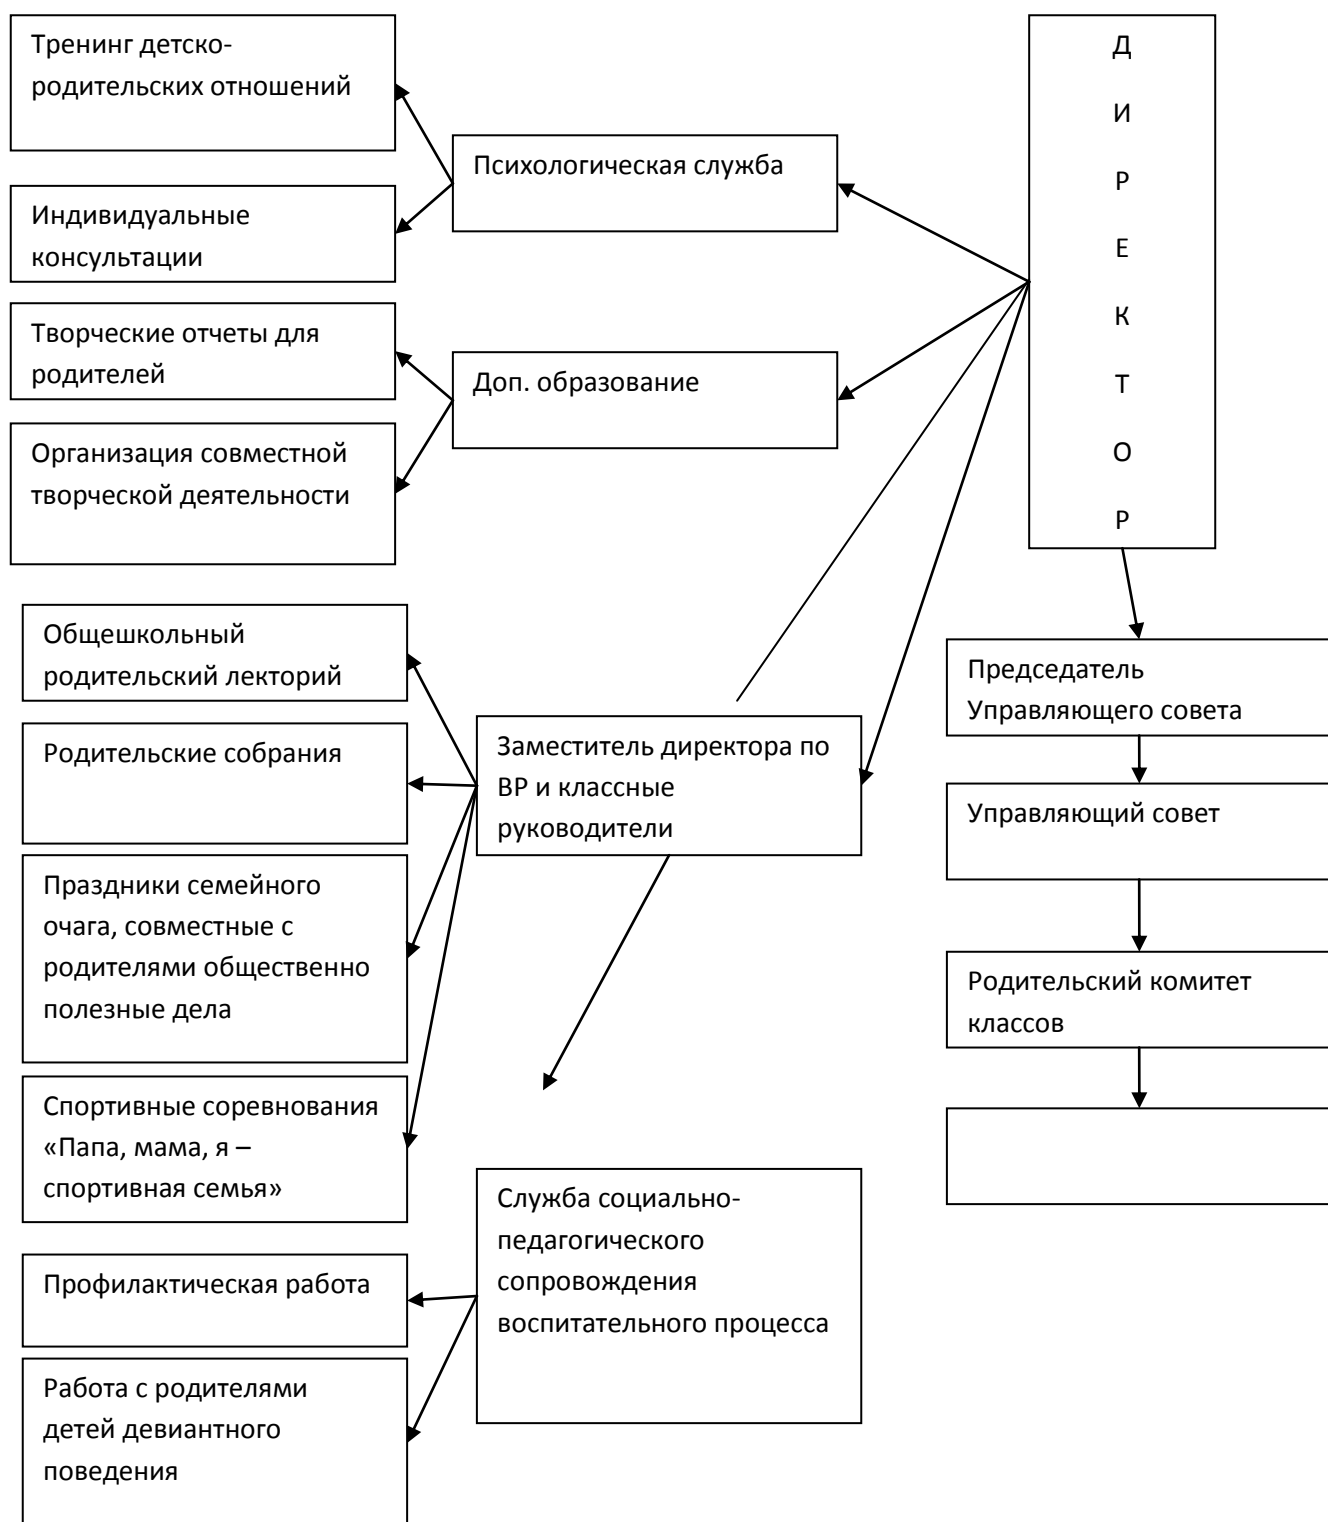 Тренинг детско-
родительских отношений
Индивидуальные
консультации
Творческие отчеты для
родителей
Организация совместной
творческой деятельности
Психологическая служба
Доп. образование
Д
И
Р
Е
К
Т
О
Р
Общешкольный
родительский лекторий
Родительские собрания
Праздники семейного
очага, совместные с
родителями общественно
полезные дела
Спортивные соревнования
«Папа, мама, я –
спортивная семья»
Профилактическая работа
Работа с родителями
детей девиантного
поведения
Заместитель директора по
ВР и классные
руководители
Служба социально-
педагогического
сопровождения
воспитательного процесса
Председатель
Управляющего совета
Управляющий совет
Родительский комитет
классов